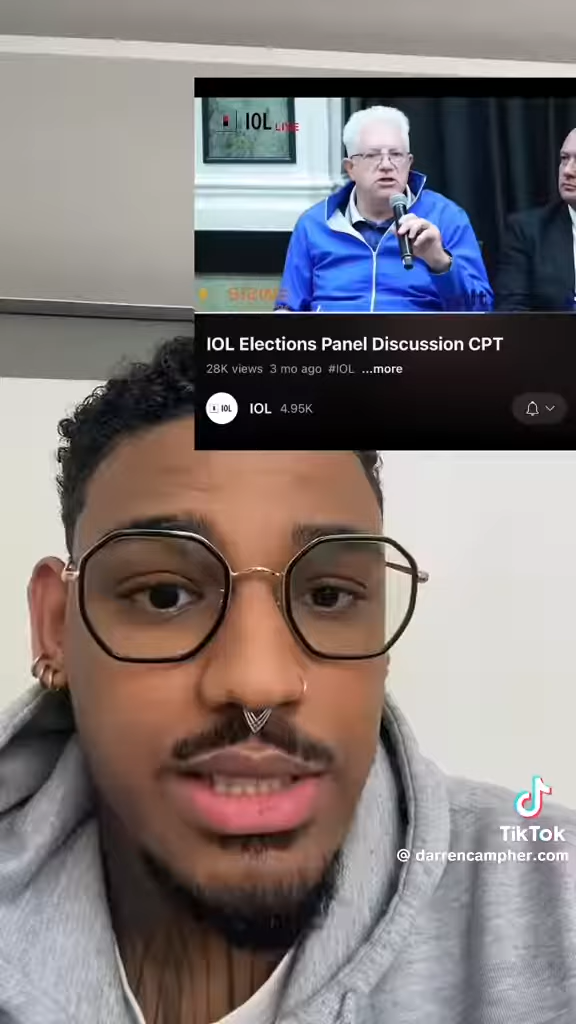 IOL LIVE
IOL Elections Panel Discussion CPT
28K views 3 mo ago #IOL ...more
IOL
IOL 4.95K
TikTok
@ darrencampher.com